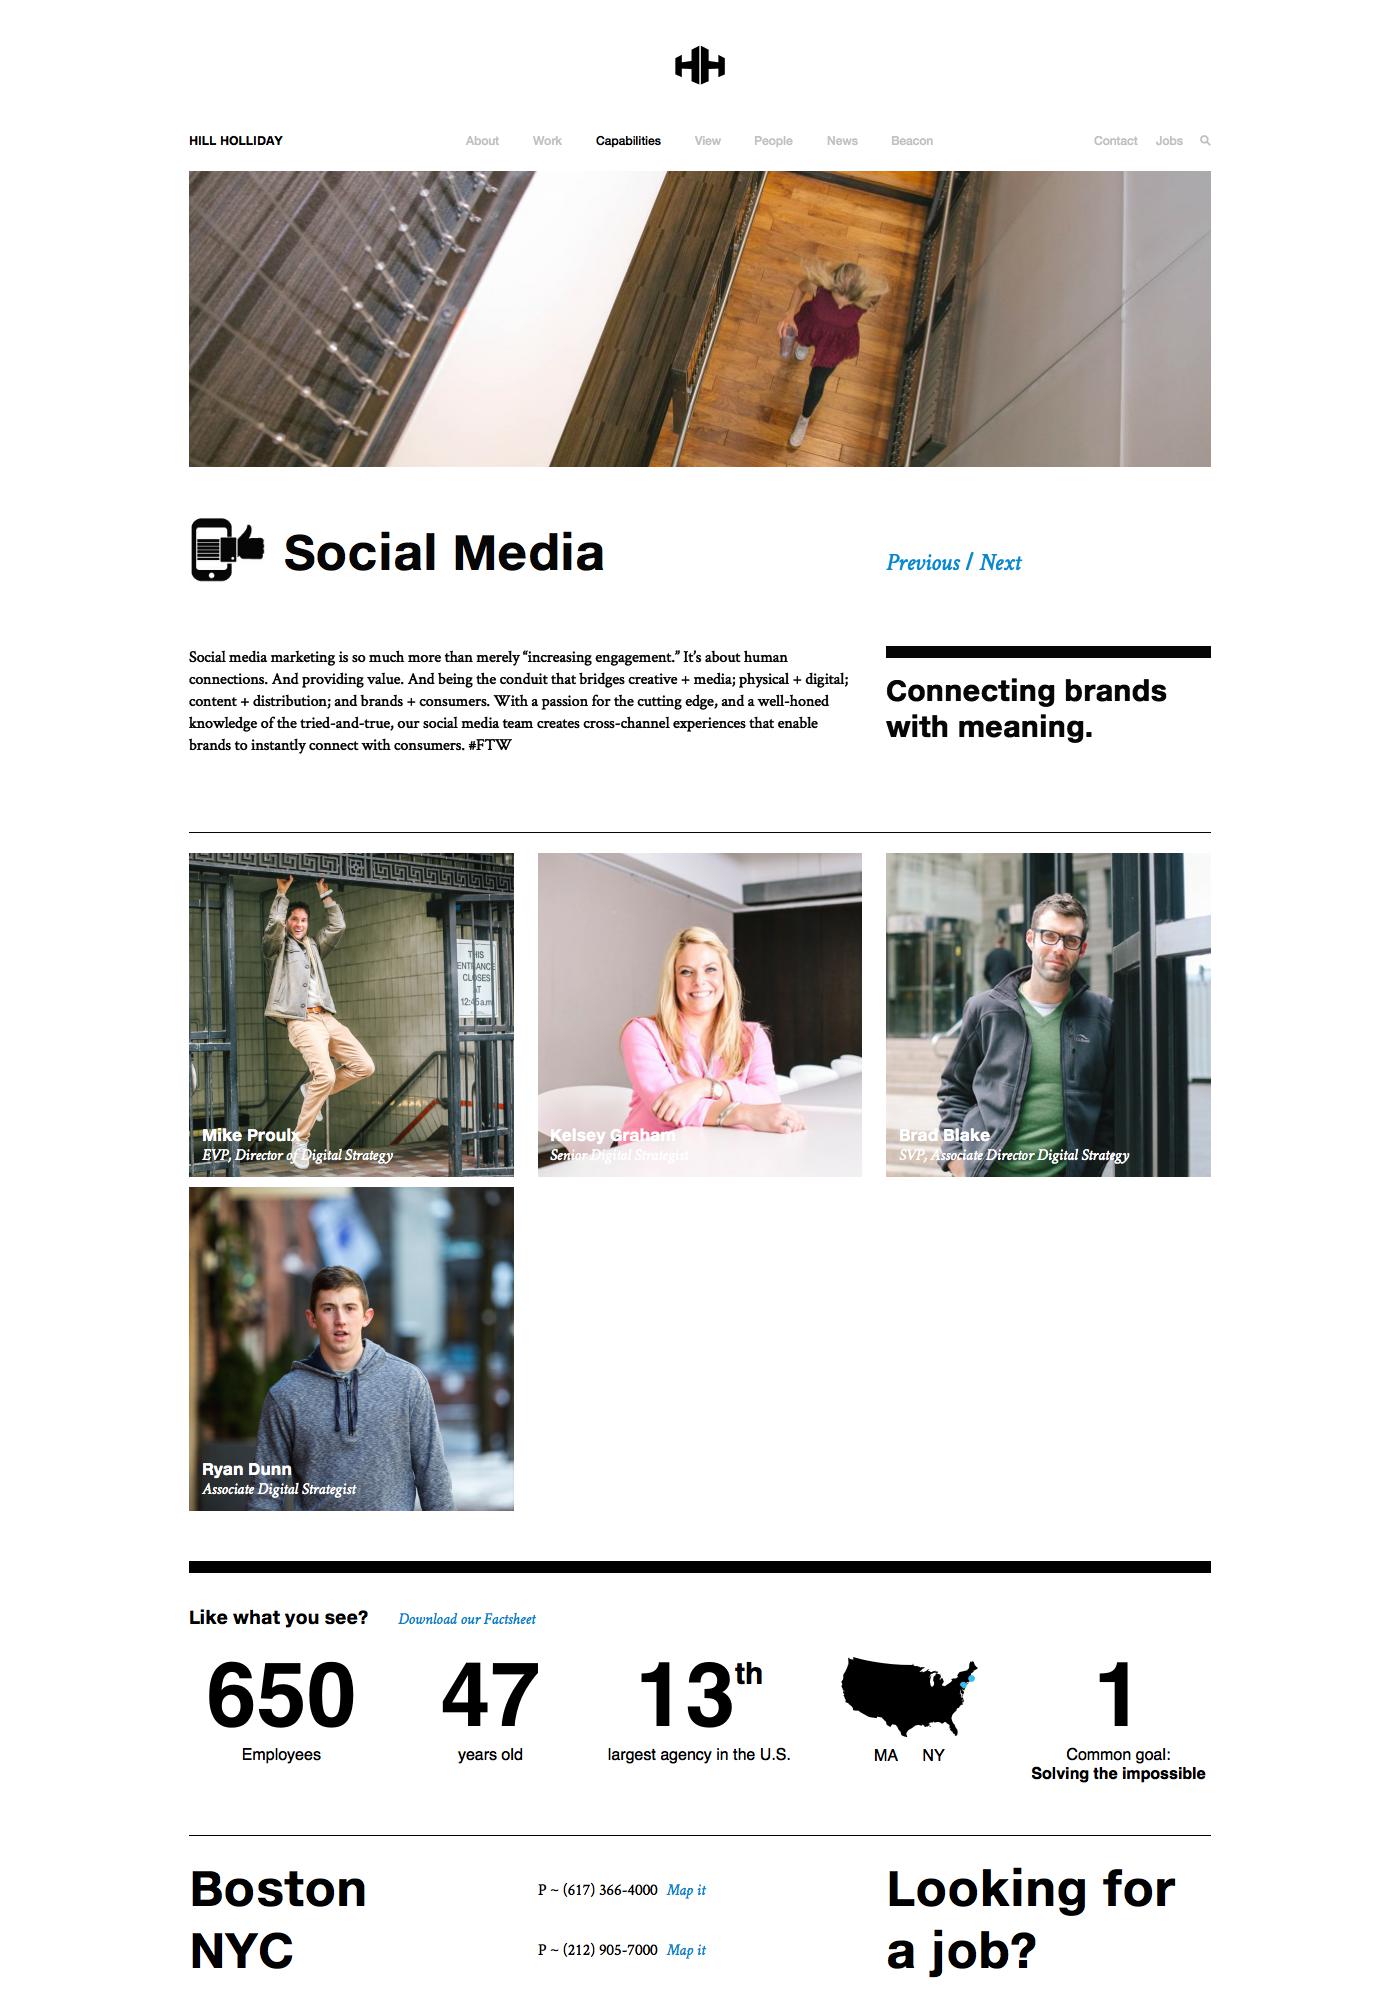 HILL HOLLIDAY
About Work Capabilities View People News Beacon
Contact Jobs
Social Media
Previous / Next
Social media marketing is so much more than merely “increasing engagement.” It’s about human
connections. And providing value. And being the conduit that bridges creative + media; physical + digital;
content + distribution; and brands + consumers. With a passion for the cutting edge, and a well-honed
knowledge of the tried-and-true, our social media team creates cross-channel experiences that enable
brands to instantly connect with consumers. #FTW
Connecting brands
with meaning.
THIS
ENTRANCE
CLOSES
AT
12:45 a.m
Mike Proulx
EVP, Director of Digital Strategy
Kelsey Graham
Senior Digital Strategist
Brad Blake
SVP, Associate Director Digital Strategy
Ryan Dunn
Associate Digital Strategist
Like what you see? Download our Factsheet
650
Employees
47
years old
13th
largest agency in the U.S.
MA NY
1
Common goal:
Solving the impossible
Boston
P ~ (617) 366-4000 Map it
NYC
P ~ (212) 905-7000 Map it
Looking for
a job?